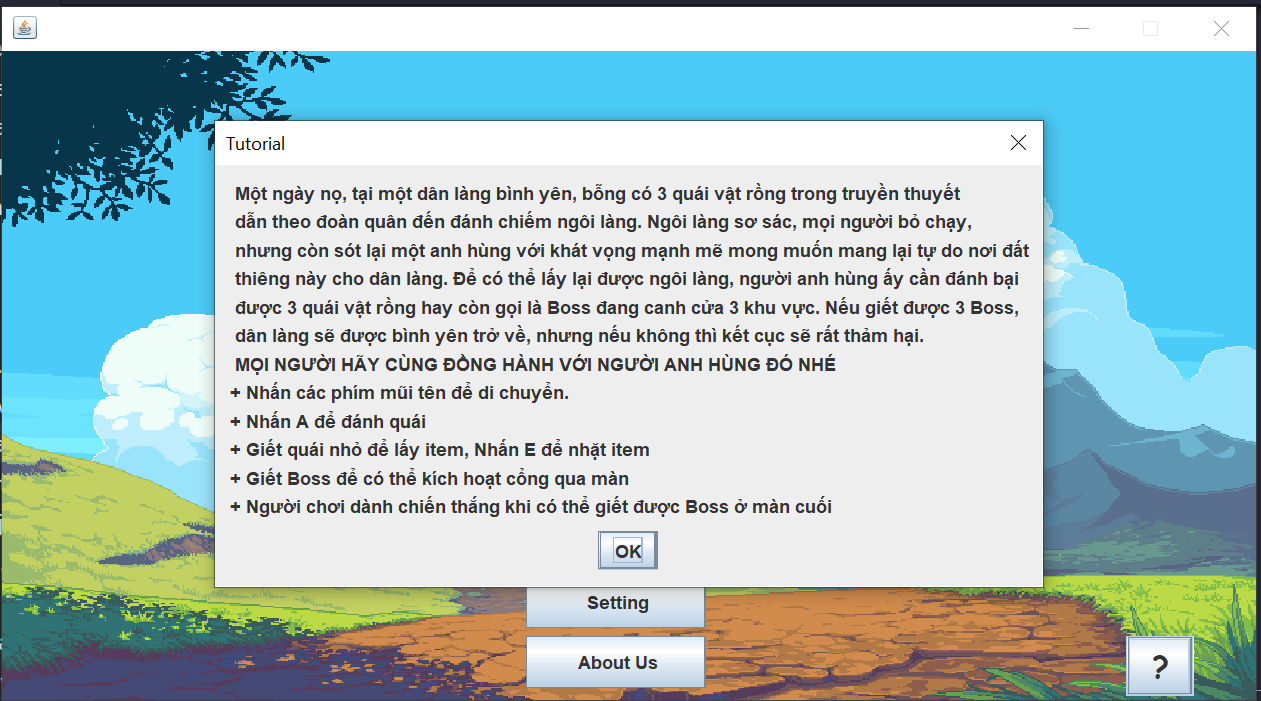 Tutorial
Một ngày nọ, tại một dân làng bình yên, bỗng có 3 quái vật rồng trong truyền thuyết
dẫn theo đoàn quân đến đánh chiếm ngôi làng. Ngôi làng sơ sác, mọi người bỏ chạy,
nhưng còn sót lại một anh hùng với khát vọng mạnh mẽ mong muốn mang lại tự do nơi đất
thiêng này cho dân làng. Để có thể lấy lại được ngôi làng, người anh hùng ấy cần đánh bại
được 3 quái vật rồng hay còn gọi là Boss đang canh cửa 3 khu vực. Nếu giết được 3 Boss,
dân làng sẽ được bình yên trở về, nhưng nếu không thì kết cục sẽ rất thảm hại.
MỌI NGƯỜI HÃY CÙNG ĐỒNG HÀNH VỚI NGƯỜI ANH HÙNG ĐÓ NHÉ
+ Nhấn các phím mũi tên để di chuyển.
+ Nhấn A để đánh quái
+ Giết quái nhỏ để lấy item, Nhấn E để nhặt item
+ Giết Boss để có thể kích hoạt cổng qua màn
+ Người chơi dành chiến thắng khi có thể giết được Boss ở màn cuối
OK
Setting
About Us
?